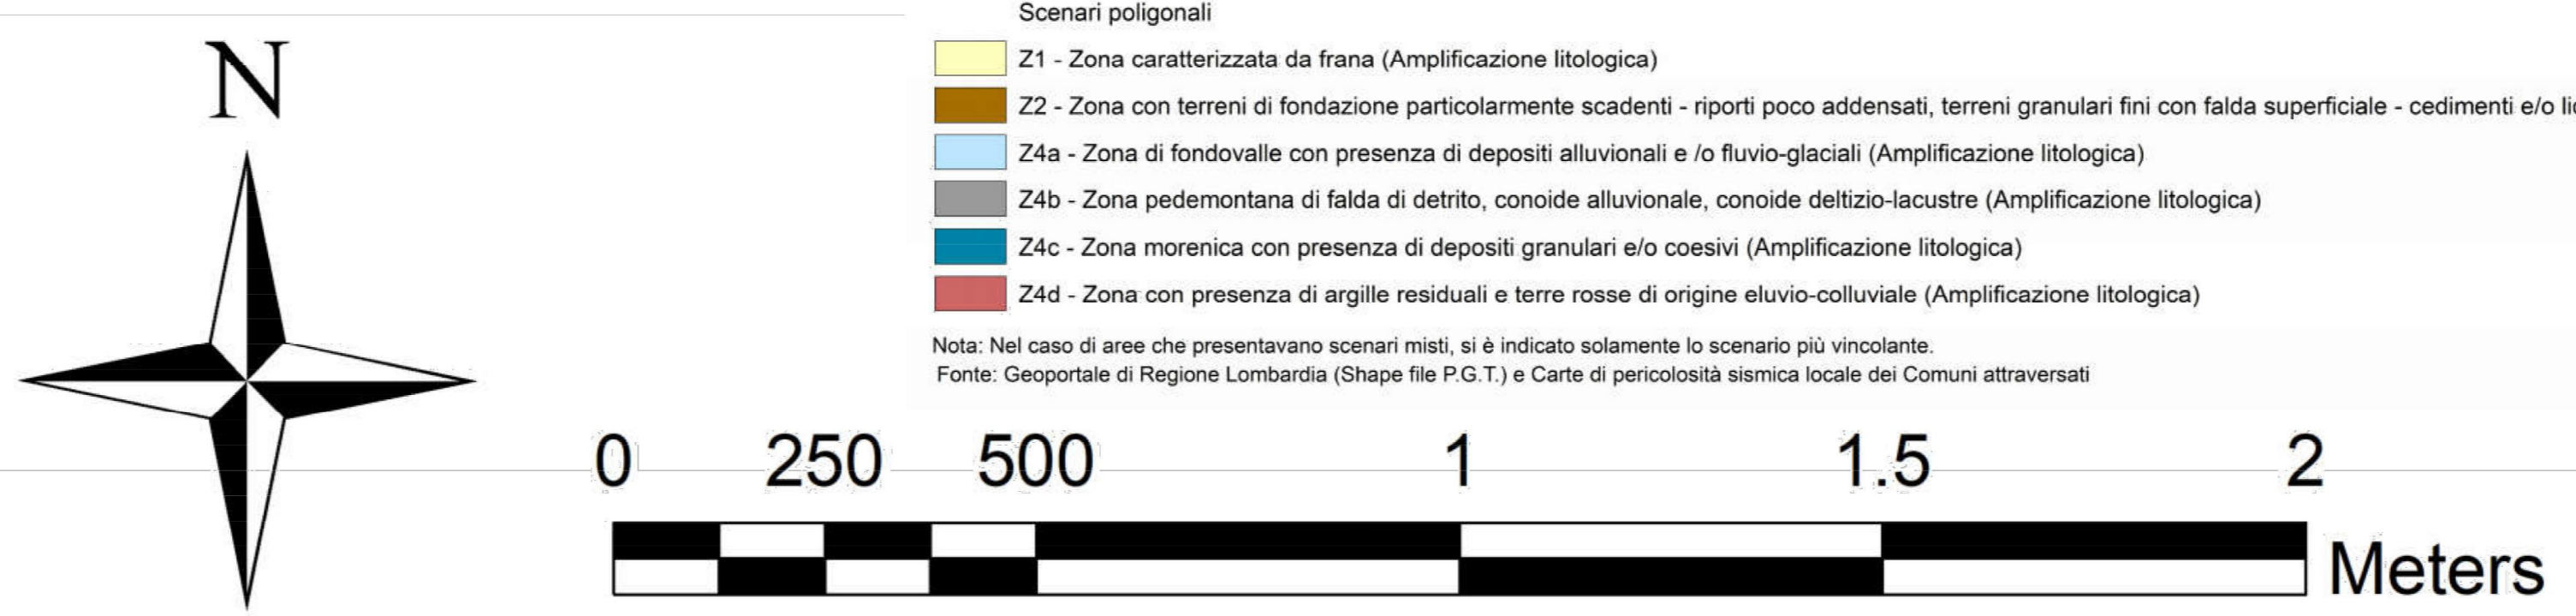 Scenari poligonali
N
Z1 - Zona caratterizzata da frana (Amplificazione litologica)
Z2 - Zona con terreni di fondazione particolarmente scadenti - riporti poco addensati, terreni granulari fini con falda superficiale - cedimenti e/o
Z4a - Zona di fondovalle con presenza di depositi alluvionali e /o fluvio-glaciali (Amplificazione litologica)
Z4b - Zona pedemontana di falda di detrito, conoide alluvionale, conoide deltizio-lacustre (Amplificazione litologica)
Z4c - Zona morenica con presenza di depositi granulari e/o coesivi (Amplificazione litologica)
Z4d - Zona con presenza di argille residuali e terre rosse di origine eluvio-colluviale (Amplificazione litologica)
Nota: Nel caso di aree che presentavano scenari misti, si è indicato solamente lo scenario più vincolante.
Fonte: Geoportale di Regione Lombardia (Shape file P.G.T.) e Carte di pericolosità sismica locale dei Comuni attraversati
0 250 500 1 1.5 2
Meters